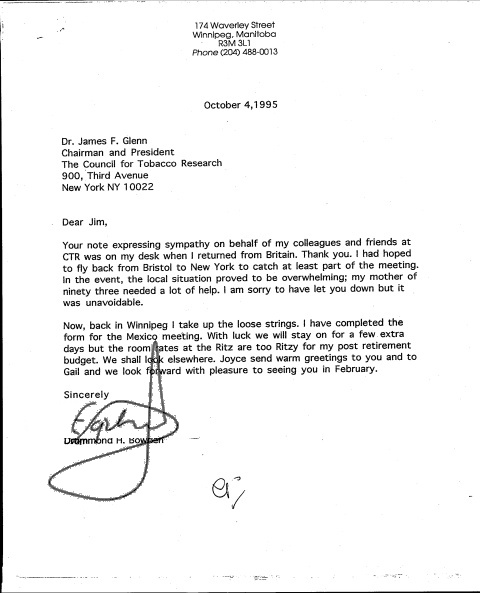 174 Waverley Street
Winnipeg, Manitoba
R3M 3L1
Phone (204) 488-0013
October 4,1995
Dr. James F. Glenn
Chairman and President
The Council for Tobacco Research
900, Third Avenue
New York NY 10022
Dear Jim,
Your note expressing sympathy on behalf of my colleagues and friends at
CTR was on my desk when I returned from Britain. Thank you. I had hoped
to fly back from Bristol to New York to catch at least part of the meeting.
In the event, the local situation proved to be overwhelming; my mother of
ninety three needed a lot of help. I am sorry to have let you down but it
was unavoidable.
Now, back in Winnipeg I take up the loose strings. I have completed the
form for the Mexico meeting. With luck we will stay on for a few extra
days but the room rates at the Ritz are too Ritzy for my post retirement
budget. We shall look elsewhere. Joyce send warm greetings to you and to
Gail and we look forward with pleasure to seeing you in February.
Sincerely
Drummond H. Bowden